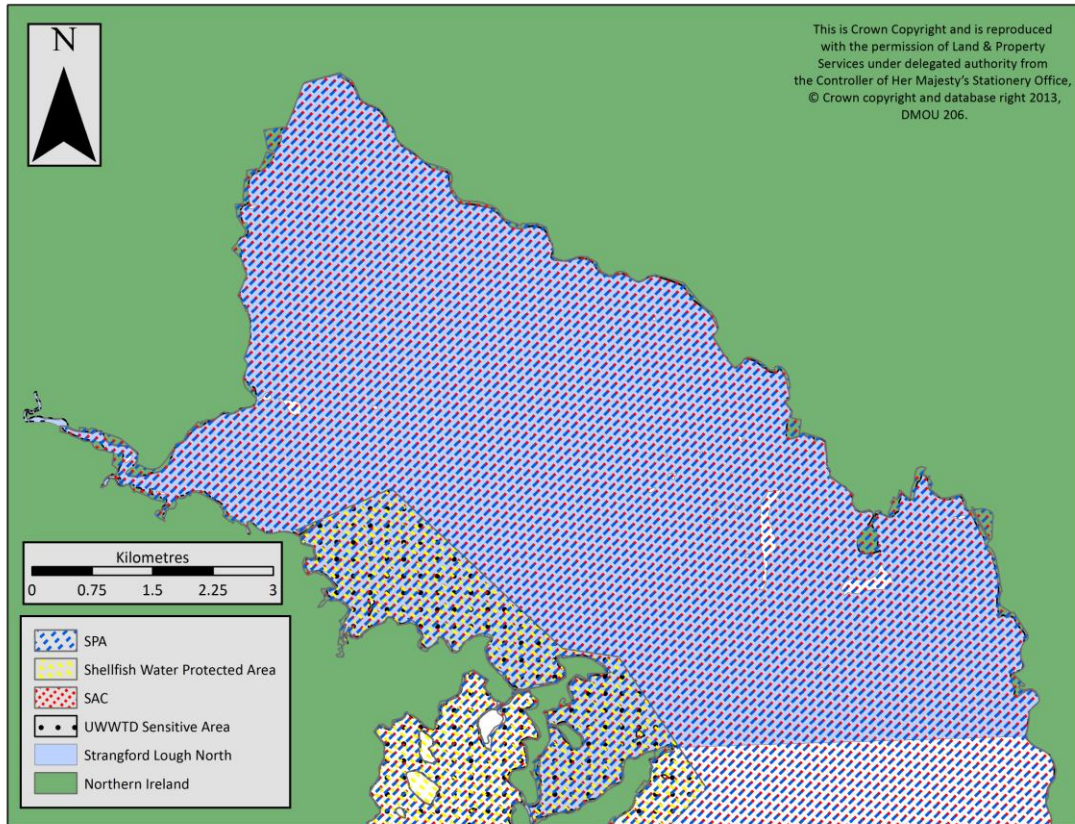 N
This is Crown Copyright and is reproduced
with the permission of Land & Property
Services under delegated authority from
the Controller of Her Majesty's Stationery Office,
© Crown copyright and database right 2013,
DMOU 206.
Kilometres
0 0.75 1.5 2.25 3
SPA
Shellfish Water Protected Area
SAC
UWWTD Sensitive Area
Strangford Lough North
Northern Ireland